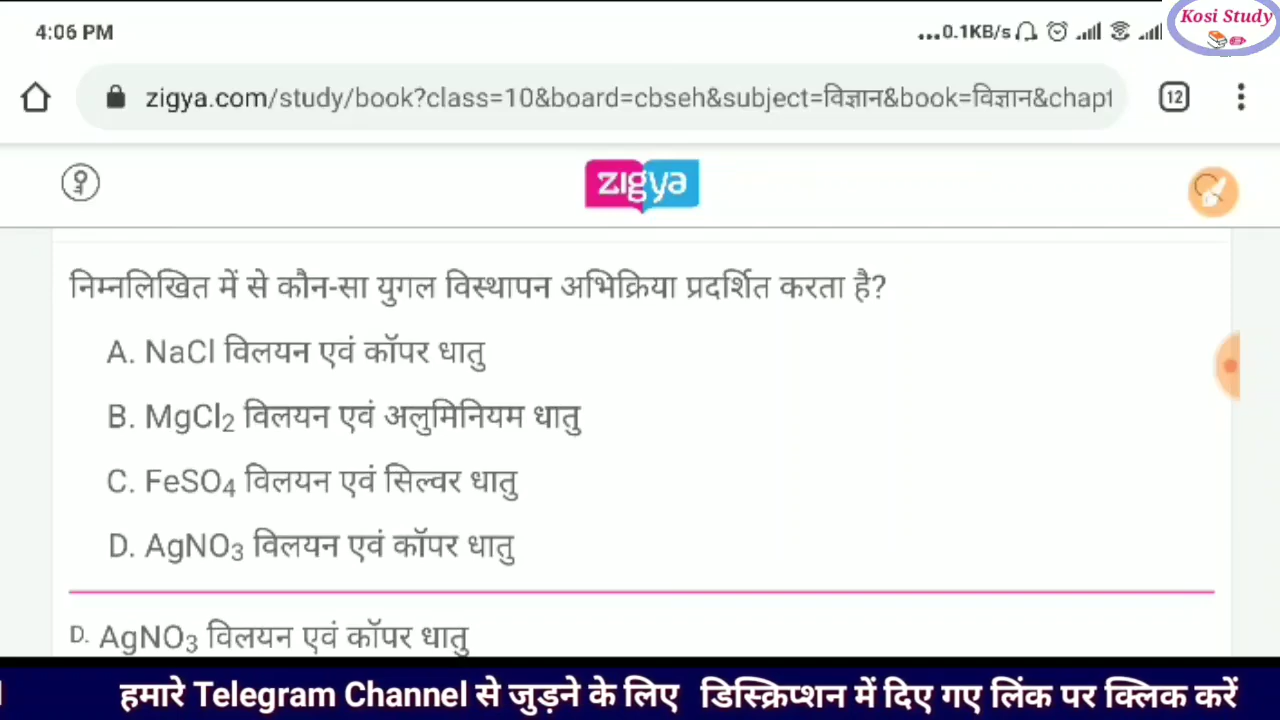 4:06 PM
...0.1KB/s
Kosi Study
zigya.com/study/book?class=10&board=cbseh&subject=विज्ञान&book=विज्ञान&chapt
12
zigya
निम्नलिखित में से कौन-सा युगल विस्थापन अभिक्रिया प्रदर्शित करता है?
A. NaCl विलयन एवं कॉपर धातु
B. MgCl₂ विलयन एवं अलुमिनियम धातु
C. FeSO₄ विलयन एवं सिल्वर धातु
D. AgNO₃ विलयन एवं कॉपर धातु
D. AgNO₃ विलयन एवं कॉपर धातु
हमारे Telegram Channel से जुड़ने के लिए डिस्क्रिप्शन में दिए गए लिंक पर क्लिक करें